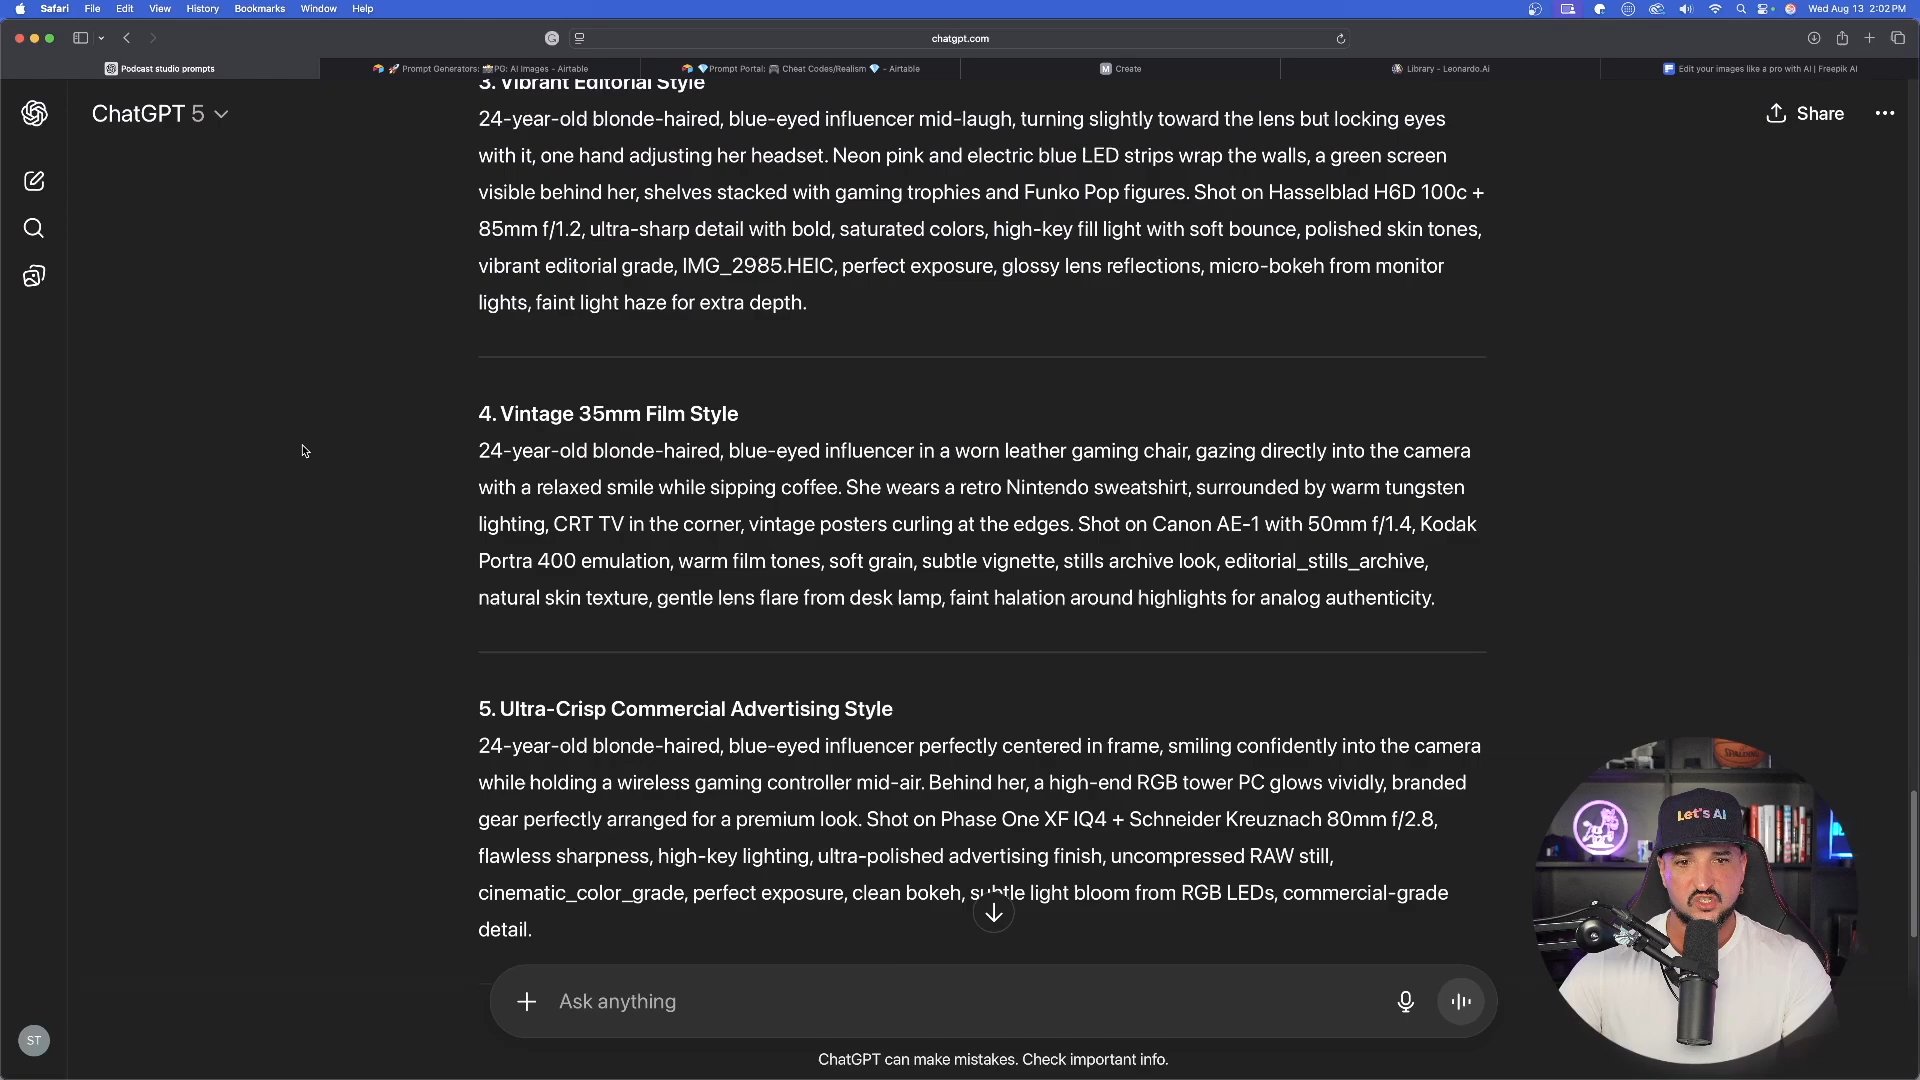 Safari File Edit View History Bookmarks Window Help
Wed Aug 13 2:02 PM
chatgpt.com
Podcast studio prompts
🚀 Prompt Generators: 📸PG: AI Images - Airtable
💎Prompt Portal: 🎮 Cheat Codes/Realism 💎 - Airtable
M Create
Library - Leonardo.Ai
Edit your images like a pro with AI | Freepik AI
ChatGPT 5
Share
3. Vibrant Editorial Style
24-year-old blonde-haired, blue-eyed influencer mid-laugh, turning slightly toward the lens but locking eyes
with it, one hand adjusting her headset. Neon pink and electric blue LED strips wrap the walls, a green screen
visible behind her, shelves stacked with gaming trophies and Funko Pop figures. Shot on Hasselblad H6D 100c +
85mm f/1.2, ultra-sharp detail with bold, saturated colors, high-key fill light with soft bounce, polished skin tones,
vibrant editorial grade, IMG_2985.HEIC, perfect exposure, glossy lens reflections, micro-bokeh from monitor
lights, faint light haze for extra depth.
4. Vintage 35mm Film Style
24-year-old blonde-haired, blue-eyed influencer in a worn leather gaming chair, gazing directly into the camera
with a relaxed smile while sipping coffee. She wears a retro Nintendo sweatshirt, surrounded by warm tungsten
lighting, CRT TV in the corner, vintage posters curling at the edges. Shot on Canon AE-1 with 50mm f/1.4, Kodak
Portra 400 emulation, warm film tones, soft grain, subtle vignette, stills archive look, editorial_stills_archive,
natural skin texture, gentle lens flare from desk lamp, faint halation around highlights for analog authenticity.
5. Ultra-Crisp Commercial Advertising Style
24-year-old blonde-haired, blue-eyed influencer perfectly centered in frame, smiling confidently into the camera
while holding a wireless gaming controller mid-air. Behind her, a high-end RGB tower PC glows vividly, branded
gear perfectly arranged for a premium look. Shot on Phase One XF IQ4 + Schneider Kreuznach 80mm f/2.8,
flawless sharpness, high-key lighting, ultra-polished advertising finish, uncompressed RAW still,
cinematic_color_grade, perfect exposure, clean bokeh, subtle light bloom from RGB LEDs, commercial-grade
detail.
Ask anything
ChatGPT can make mistakes. Check important info.
ST
SPALDING
Let's AI